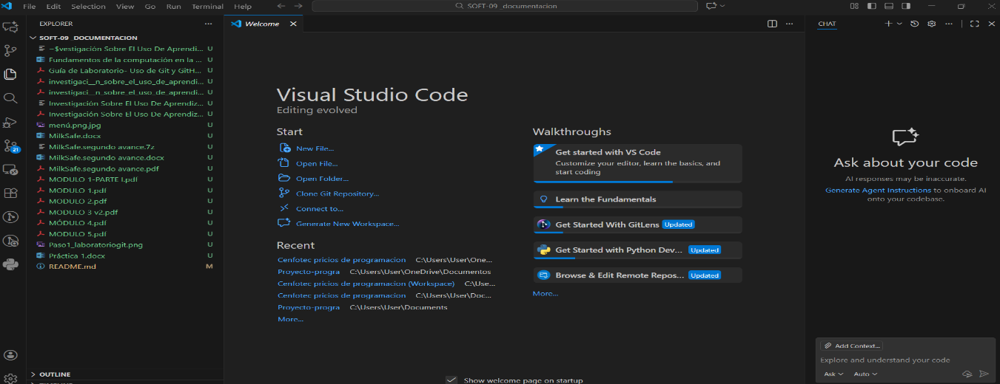 File Edit Selection View Go Run Terminal Help
SOFT-09 _documentacion
EXPLORER
SOFT-09 _DOCUMENTACION
~$vestigación Sobre El Uso De Aprendi... U
Fundamentos de la computación en la ... U
Guía de Laboratorio- Uso de Git y GitH... U
investigaci__n_sobre_el_uso_de_aprendi... U
investigaci__n_sobre_el_uso_de_aprendi... U
Investigación Sobre El Uso De Aprendiz... U
Investigación Sobre El Uso De Aprendiz... U
menú.png.jpg U
MilkSafe.docx U
MilkSafe.segundo avance.7z U
MilkSafe.segundo avance.docx U
MilkSafe.segundo avance.pdf U
MODULO 1-PARTE I.pdf U
MODULO 1.pdf U
MODULO 2.pdf U
MODULO 3 v2.pdf U
MÓDULO 4.pdf U
MODULO 5.pdf U
Paso1_laboratoriogit.png U
Práctica 1.docx U
README.md M
21
OUTLINE
Welcome
Visual Studio Code
Editing evolved
Start
New File...
Open File...
Open Folder...
Clone Git Repository...
Connect to...
Generate New Workspace...
Recent
Cenfotec pricios de programacion C:\Users\User\One...
Proyecto-progra C:\Users\User\OneDrive\Documentos
Cenfotec pricios de programacion (Workspace) C:\Use...
Cenfotec pricios de programacion C:\Users\User\Doc...
Proyecto-progra C:\Users\User\Documents
More...
Walkthroughs
Get started with VS Code
Customize your editor, learn the basics, and
start coding
Learn the Fundamentals
Get Started With GitLens Updated
Get Started with Python Dev... Updated
Browse & Edit Remote Repos... Updated
More...
Show welcome page on startup
CHAT
Ask about your code
AI responses may be inaccurate.
Generate Agent Instructions to onboard AI
onto your codebase.
Add Context...
Explore and understand your code
Ask Auto